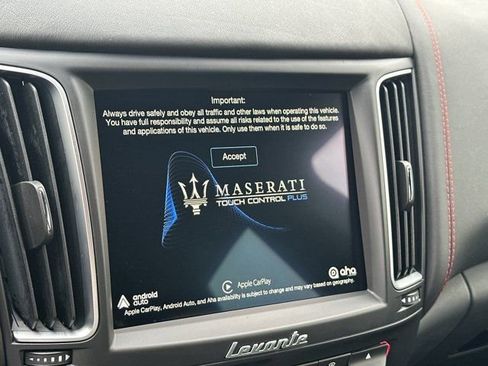 Important:
Always drive safely and obey all traffic and other laws when operating this vehicle.
You have full responsibility and assume all risks related to the use of the features
and applications of this vehicle. Only use them when it is safe to do so.
Accept
MASERATI
TOUCH CONTROL PLUS
android
auto
Apple CarPlay
aha
Apple CarPlay, Android Auto, and Aha availability is subject to change and may vary based on geography.
Levante